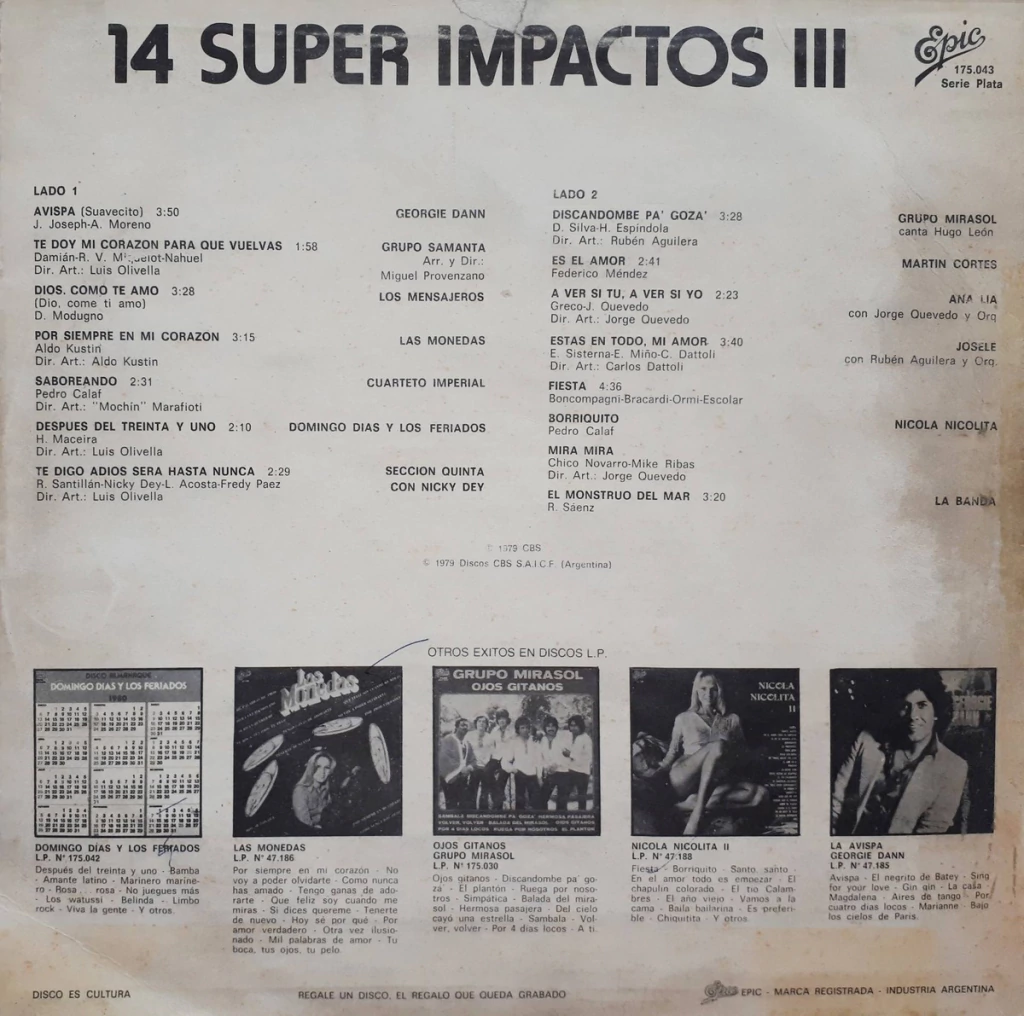 14 SUPER IMPACTOS III
Epic
175.043
Serie Plata
LADO 1
AVISPA (Suavecito) 3:50 GEORGIE DANN
J. Joseph-A. Moreno
TE DOY MI CORAZON PARA QUE VUELVAS 1:58 GRUPO SAMANTA
Damián-R. V. -Nahuel Arr. y Dir.:
Dir. Art.: Luis Olivella Miguel Provenzano
DIOS, COMO TE AMO 3:28 LOS MENSAJEROS
(Dio, come ti amo)
D. Modugno
POR SIEMPRE EN MI CORAZON 3:15 LAS MONEDAS
Aldo Kustin
Dir. Art.: Aldo Kustin
SABOREANDO 2:31 CUARTETO IMPERIAL
Pedro Calaf
Dir. Art.: "Mochín" Marafioti
DESPUES DEL TREINTA Y UNO 2:10 DOMINGO DIAS Y LOS FERIADOS
H. Maceira
Dir. Art.: Luis Olivella
TE DIGO ADIOS SERA HASTA NUNCA 2:29 SECCION QUINTA
R. Santillán-Nicky Dey-L. Acosta-Fredy Paez CON NICKY DEY
Dir. Art.: Luis Olivella
LADO 2
DISCANDOMBE PA' GOZA' 3:28 GRUPO MIRASOL
D. Silva-H. Espíndola canta Hugo León
Dir. Art.: Rubén Aguilera
ES EL AMOR 2:41 MARTIN CORTES
Federico Méndez
A VER SI TU, A VER SI YO 2:23 ANA LIA
Greco-J. Quevedo con Jorge Quevedo y Orq
Dir. Art.: Jorge Quevedo
ESTAS EN TODO, MI AMOR 3:40 JOSELE
E. Sisterna-E. Miño-C. Dattoli con Rubén Aguilera y Orq.
Dir. Art.: Carlos Dattoli
FIESTA 4:36
Boncompagni-Bracardi-Ormi-Escolar
BORRIQUITO NICOLA NICOLITA
Pedro Calaf
MIRA MIRA
Chico Novarro-Mike Ribas
Dir. Art.: Jorge Quevedo
EL MONSTRUO DEL MAR 3:20 LA BANDA
R. Sáenz
℗ 1979 CBS
© 1979 Discos CBS S.A.I.C.F. (Argentina)
OTROS EXITOS EN DISCOS L.P.
DISCO ALMANAQUE
DOMINGO DIAS Y LOS FERIADOS
1980
Las Monedas
GRUPO MIRASOL
OJOS GITANOS
NICOLA
NICOLITA
II
DOMINGO DÍAS Y LOS FERIADOS
L.P. N° 175.042
Después del treinta y uno - Bamba
- Amante latino - Marinero marine-
ro - Rosa... rosa - No juegues más
- Los watussi - Belinda - Limbo
rock - Viva la gente - Y otros.
LAS MONEDAS
L.P. N° 47.186
Por siempre en mi corazón - No
voy a poder olvidarte - Como nunca
has amado - Tengo ganas de ado-
rarte - Que feliz soy cuando me
miras - Si dices quereme - Tenerte
de nuevo - Hoy sé por qué - Por
amor verdadero - Otra vez ilusio-
nado - Mil palabras de amor - Tu
boca, tus ojos, tu pelo.
OJOS GITANOS
GRUPO MIRASOL
L.P. N° 175.030
Ojos gitanos - Discandombe pa' go-
za' - El plantón - Ruega por noso-
tros - Simpática - Balada del mira-
sol - Hermosa pasajera - Del cielo
cayó una estrella - Sambala - Vol-
ver, volver - Por 4 días locos - A ti.
NICOLA NICOLITA II
L.P. N° 47.188
Fiesta - Borriquito - Santo, santo -
En el amor todo es empezar - El
chapulín colorado - El tío Calam-
bres - El año viejo - Vamos a la
cama - Baila bailarina - Es preferi-
ble - Chiquitita - Y otros.
LA AVISPA
GEORGIE DANN
L.P. N° 47.185
Avispa - El negrito de Batey - Sing
for your love - Gin gin - La casa -
Magdalena - Aires de tango - Por
cuatro días locos - Marianne - Bajo
los cielos de Paris.
DISCO ES CULTURA
REGALE UN DISCO, EL REGALO QUE QUEDA GRABADO
Epic EPIC - MARCA REGISTRADA - INDUSTRIA ARGENTINA